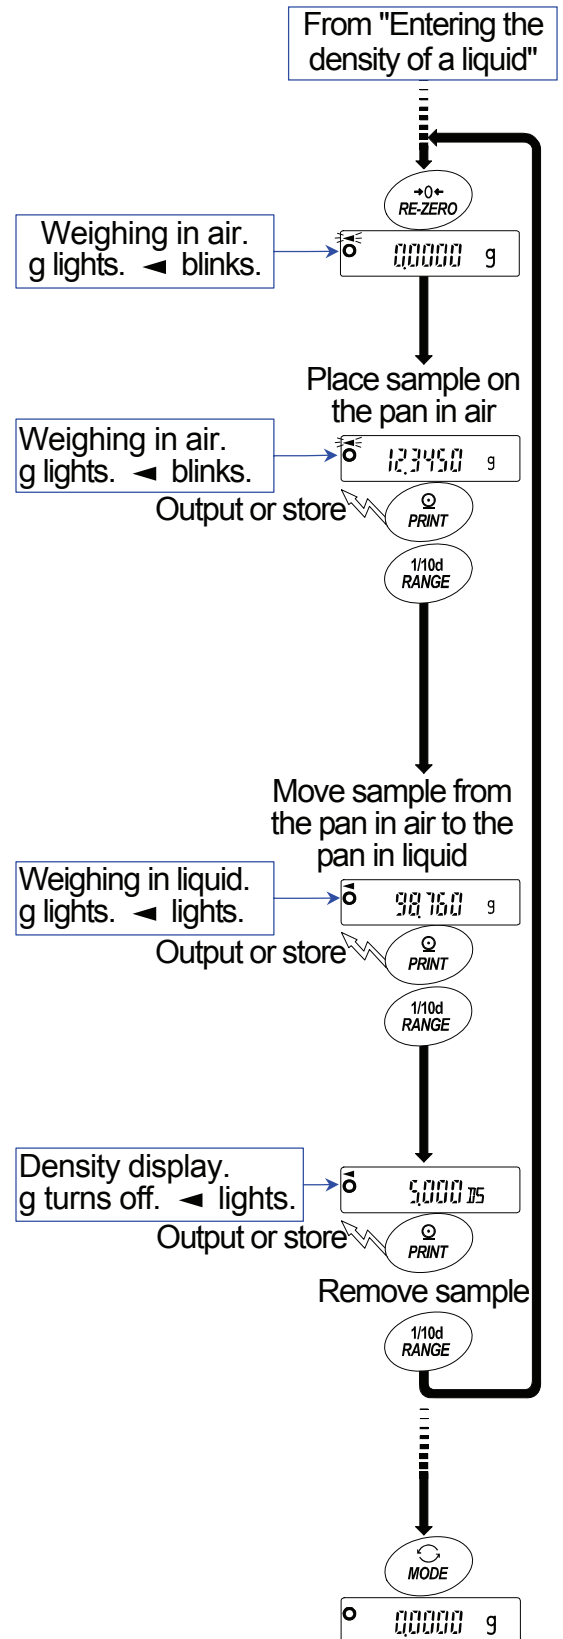 From "Entering the
density of a liquid"
→0←
RE-ZERO
Weighing in air.
g lights. ◄ blinks.
0.0000 g
Place sample on
the pan in air
Weighing in air.
g lights. ◄ blinks.
12.3450 g
Output or store
PRINT
1/10d
RANGE
Move sample from
the pan in air to the
pan in liquid
Weighing in liquid.
g lights. ◄ lights.
98.760 g
Output or store
PRINT
1/10d
RANGE
Density display.
g turns off. ◄ lights.
5.000 DS
Output or store
PRINT
Remove sample
1/10d
RANGE
MODE
0.0000 g